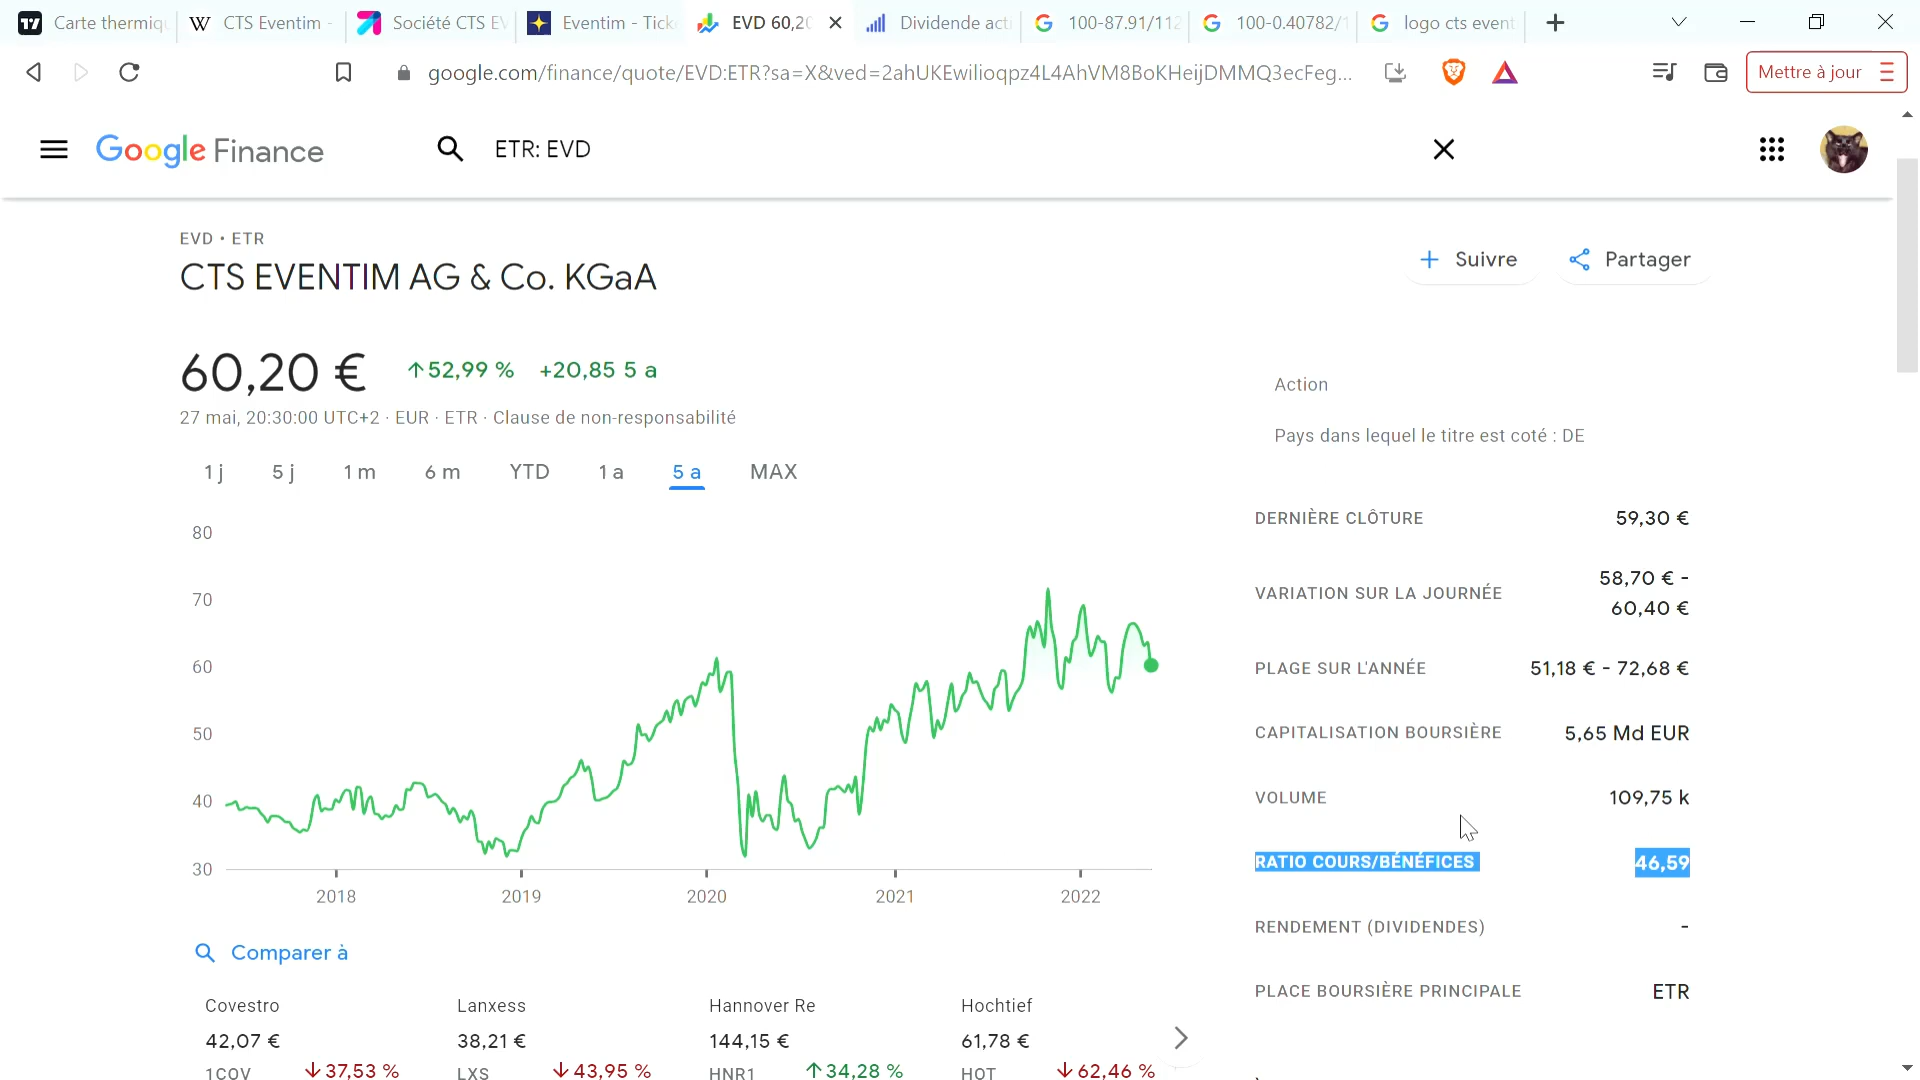 Carte thermiq
CTS Eventim -
Société CTS EV
Eventim - Ticke
EVD 60,20
Dividende acti
100-87.91/112
100-0.40782/1
logo cts event
google.com/finance/quote/EVD:ETR?sa=X&ved=2ahUKEwilioqpz4L4AhVM8BoKHeijDMMQ3ecFeg...
Mettre à jour
Google Finance
ETR: EVD
EVD • ETR
CTS EVENTIM AG & Co. KGaA
Suivre
Partager
60,20 €
↑52,99 %
+20,85 5 a
27 mai, 20:30:00 UTC+2 · EUR · ETR · Clause de non-responsabilité
1 j
5 j
1 m
6 m
YTD
1 a
5 a
MAX
80
70
60
50
40
30
2018
2019
2020
2021
2022
Action
Pays dans lequel le titre est coté : DE
DERNIÈRE CLÔTURE 59,30 €
VARIATION SUR LA JOURNÉE 58,70 € -
60,40 €
PLAGE SUR L'ANNÉE 51,18 € - 72,68 €
CAPITALISATION BOURSIÈRE 5,65 Md EUR
VOLUME 109,75 k
RATIO COURS/BÉNÉFICES 46,59
RENDEMENT (DIVIDENDES) -
PLACE BOURSIÈRE PRINCIPALE ETR
Comparer à
Covestro
42,07 €
1COV ↓37,53 %
Lanxess
38,21 €
LXS ↓43,95 %
Hannover Re
144,15 €
HNR1 ↑34,28 %
Hochtief
61,78 €
HOT ↓62,46 %